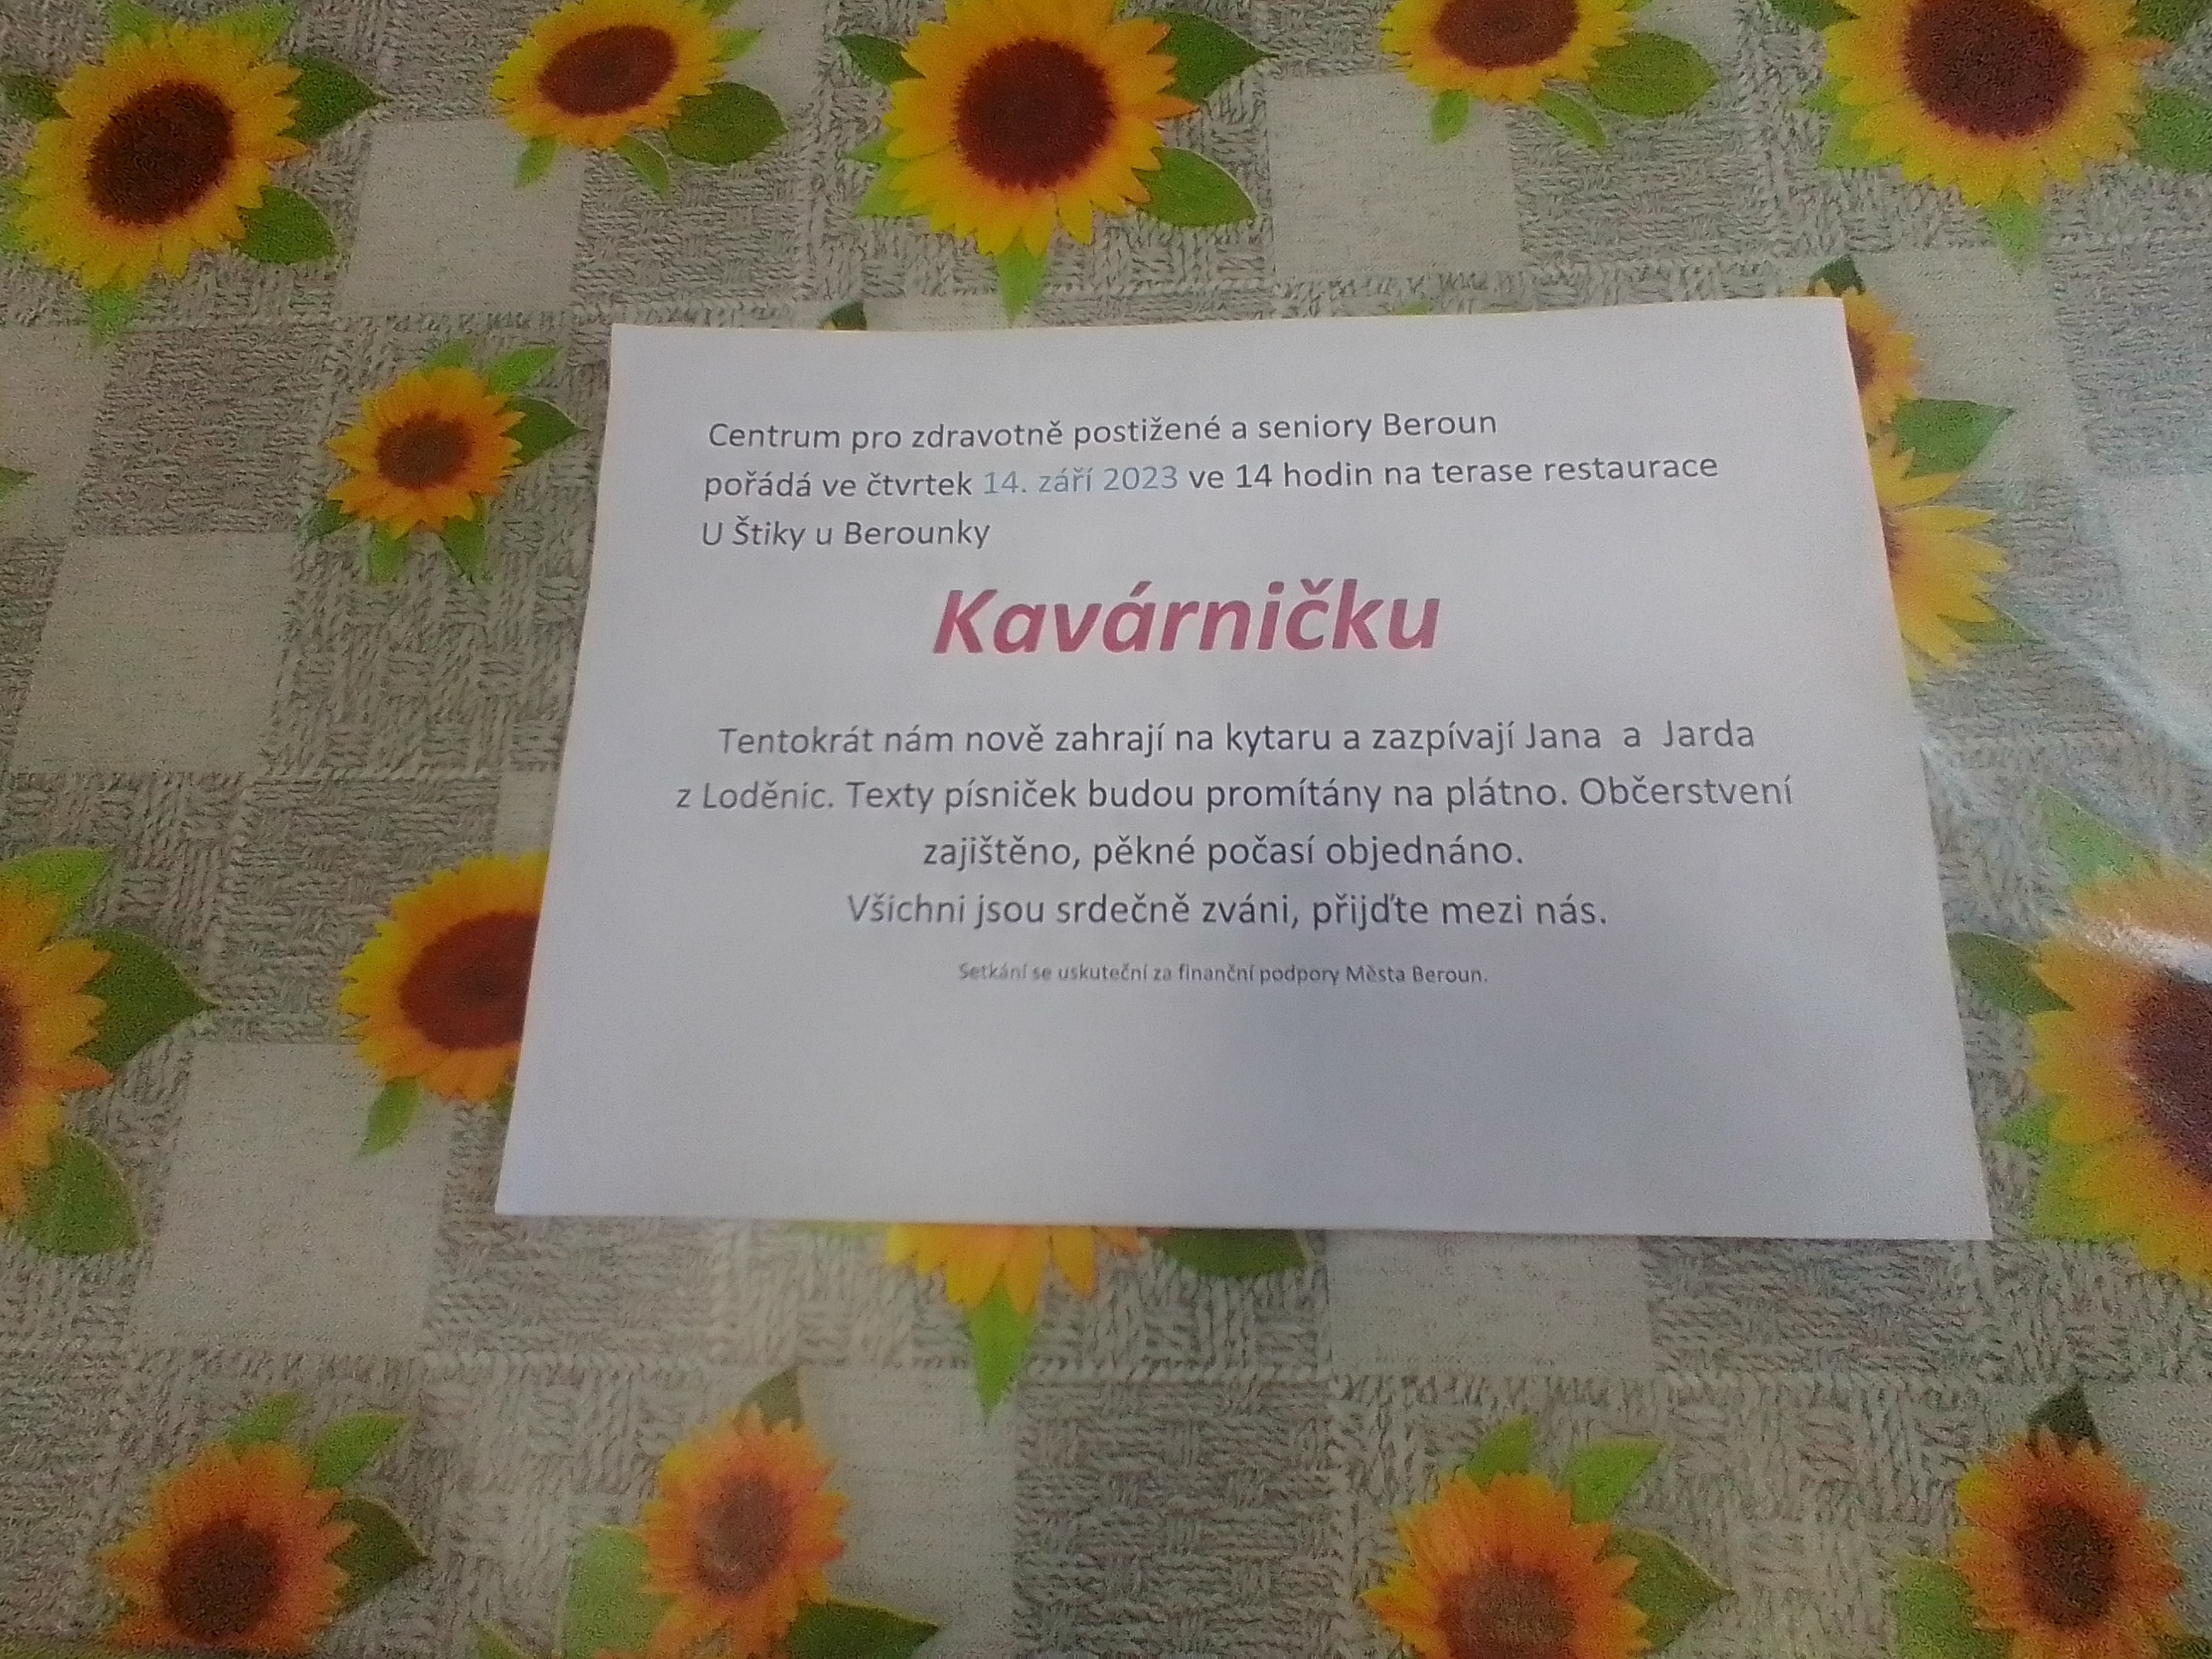 Centrum pro zdravotně postižené a seniory Beroun
pořádá ve čtvrtek 14. září 2023 ve 14 hodin na terase restaurace
U Štiky u Berounky
Kavárničku
Tentokrát nám nově zahrají na kytaru a zazpívají Jana a Jarda
z Loděnic. Texty písniček budou promítány na plátno. Občerstvení
zajištěno, pěkné počasí objednáno.
Všichni jsou srdečně zváni, přijďte mezi nás.
Setkání se uskuteční za finanční podpory Města Beroun.